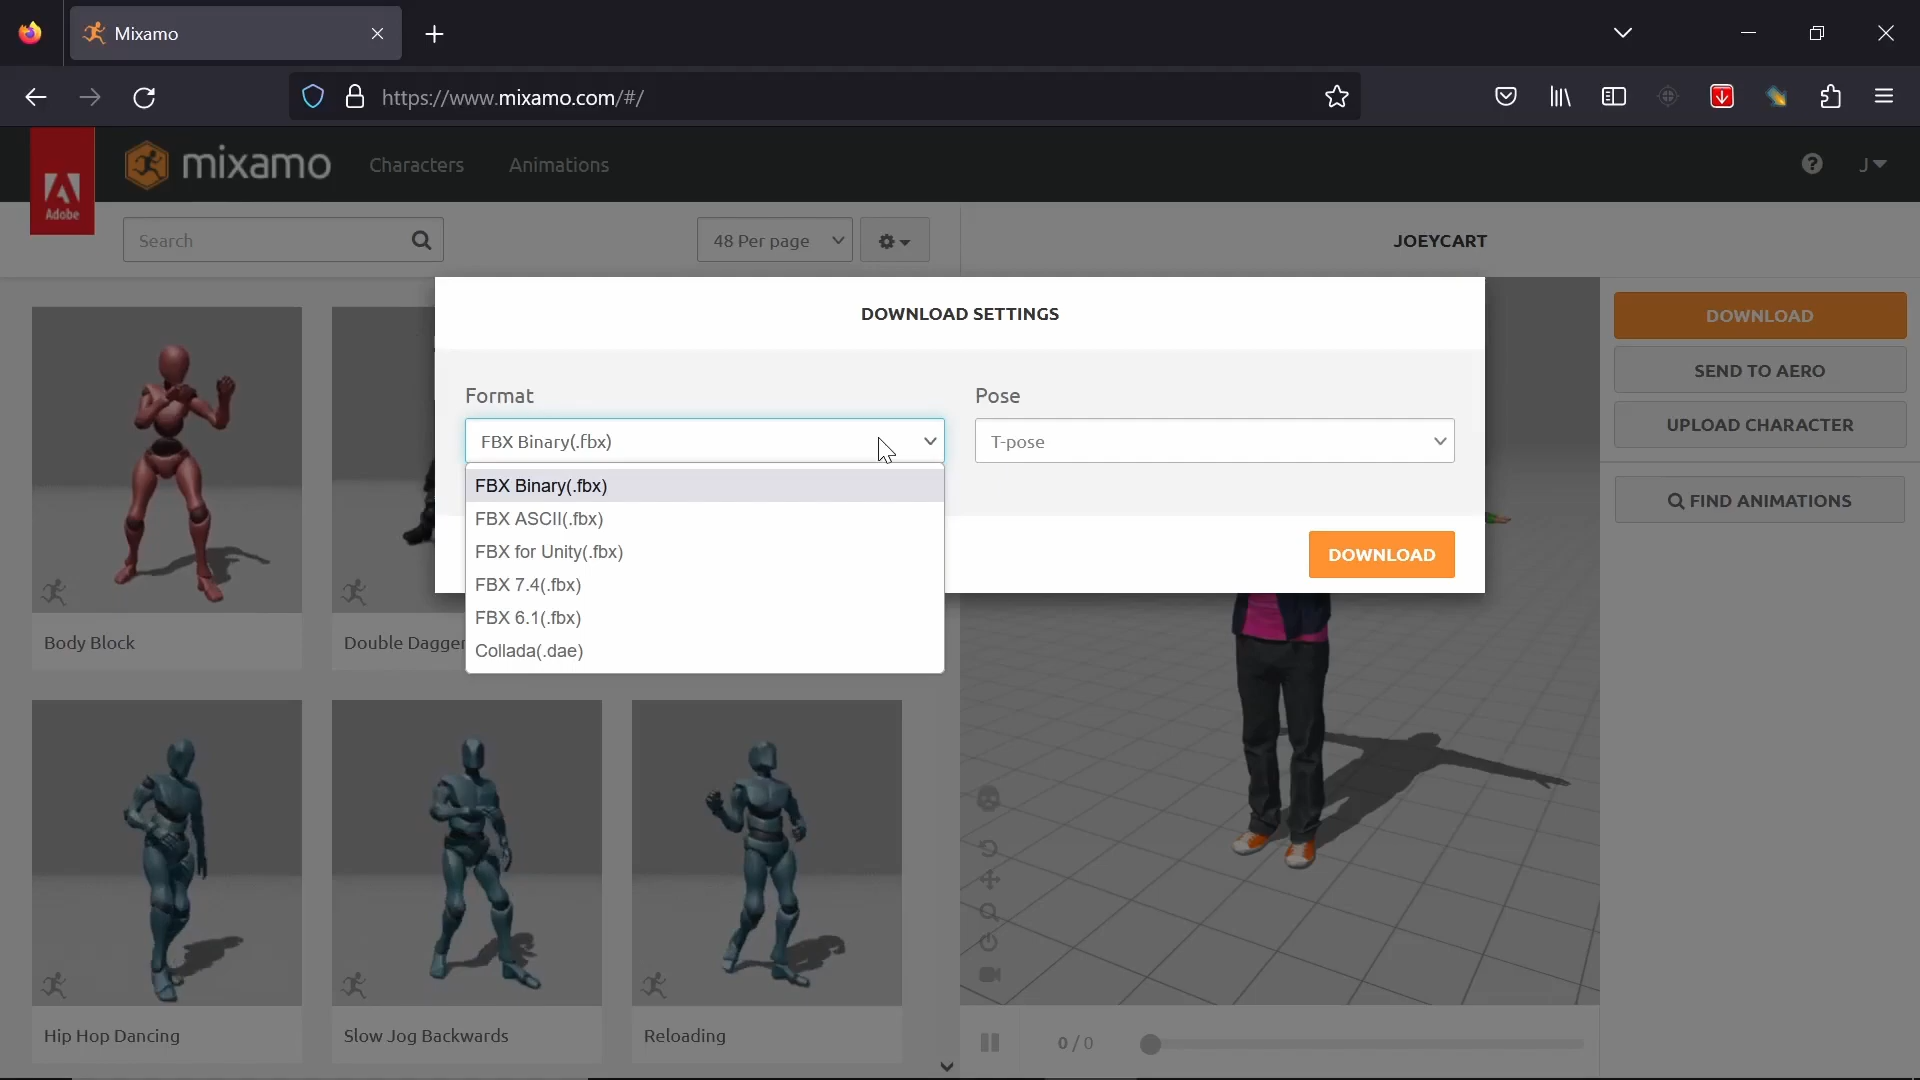 Mixamo
https://www.mixamo.com/#/
Adobe
mixamo
Characters
Animations
J
Search
48 Per page
JOEYCART
DOWNLOAD SETTINGS
Format
Pose
FBX Binary(.fbx)
T-pose
FBX Binary(.fbx)
FBX ASCII(.fbx)
FBX for Unity(.fbx)
FBX 7.4(.fbx)
FBX 6.1(.fbx)
Collada(.dae)
DOWNLOAD
DOWNLOAD
SEND TO AERO
UPLOAD CHARACTER
FIND ANIMATIONS
Body Block
Double Dagger
Hip Hop Dancing
Slow Jog Backwards
Reloading
0 / 0